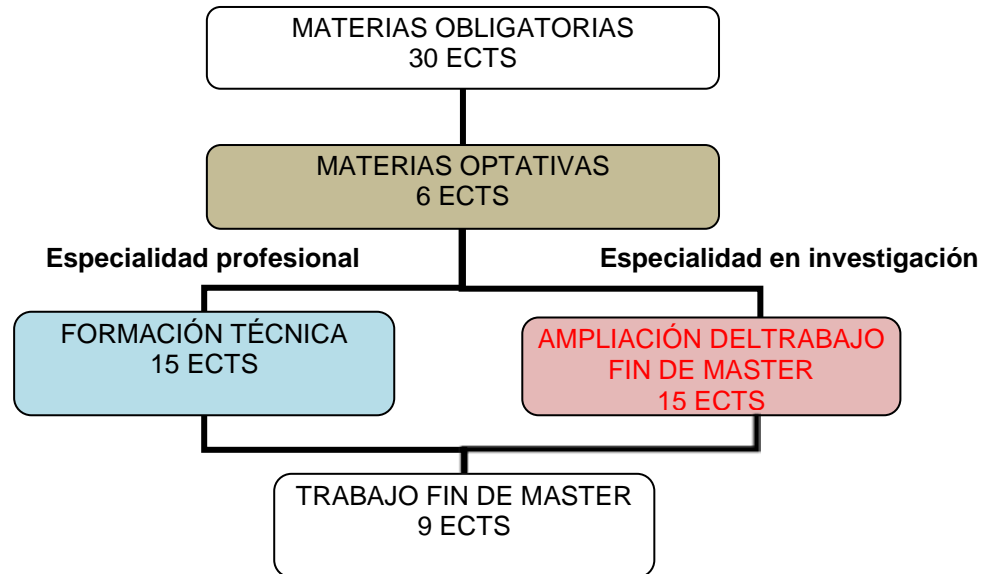 MATERIAS OBLIGATORIAS
30 ECTS
MATERIAS OPTATIVAS
6 ECTS
Especialidad profesional
Especialidad en investigación
FORMACIÓN TÉCNICA
15 ECTS
AMPLIACIÓN DELTRABAJO
FIN DE MASTER
15 ECTS
TRABAJO FIN DE MASTER
9 ECTS